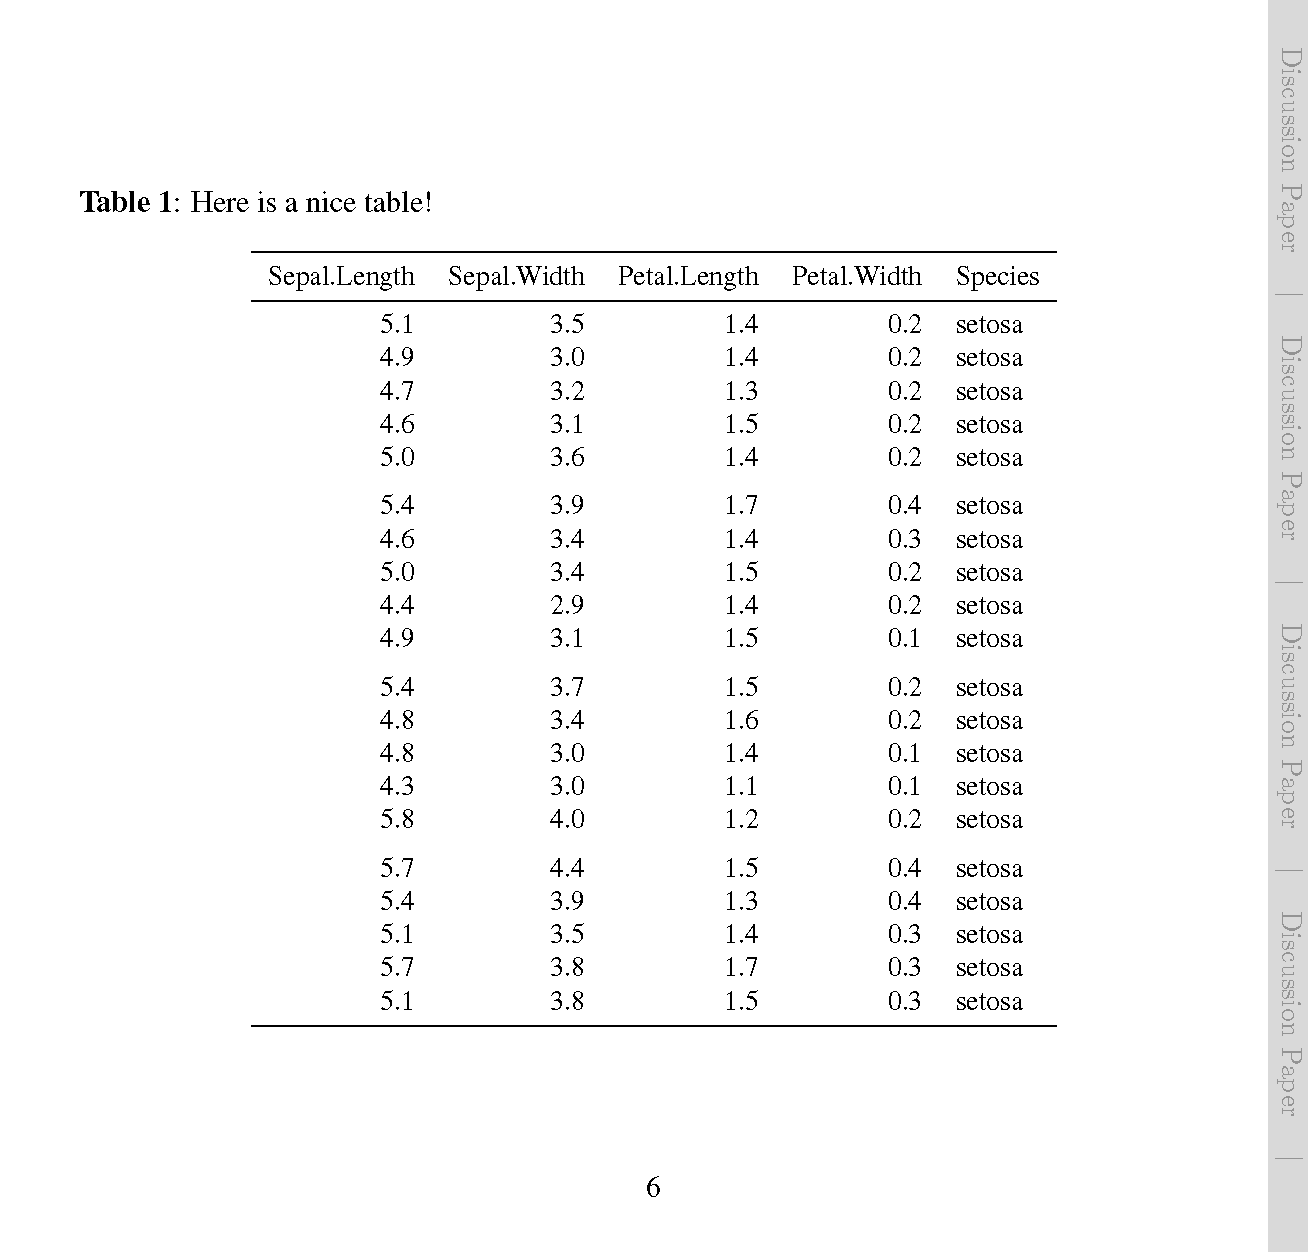 Table 1: Here is a nice table!
Sepal.Length Sepal.Width Petal.Length Petal.Width Species
5.1 3.5 1.4 0.2 setosa
4.9 3.0 1.4 0.2 setosa
4.7 3.2 1.3 0.2 setosa
4.6 3.1 1.5 0.2 setosa
5.0 3.6 1.4 0.2 setosa
5.4 3.9 1.7 0.4 setosa
4.6 3.4 1.4 0.3 setosa
5.0 3.4 1.5 0.2 setosa
4.4 2.9 1.4 0.2 setosa
4.9 3.1 1.5 0.1 setosa
5.4 3.7 1.5 0.2 setosa
4.8 3.4 1.6 0.2 setosa
4.8 3.0 1.4 0.1 setosa
4.3 3.0 1.1 0.1 setosa
5.8 4.0 1.2 0.2 setosa
5.7 4.4 1.5 0.4 setosa
5.4 3.9 1.3 0.4 setosa
5.1 3.5 1.4 0.3 setosa
5.7 3.8 1.7 0.3 setosa
5.1 3.8 1.5 0.3 setosa
6
Discussion Paper | Discussion Paper | Discussion Paper | Discussion Paper |